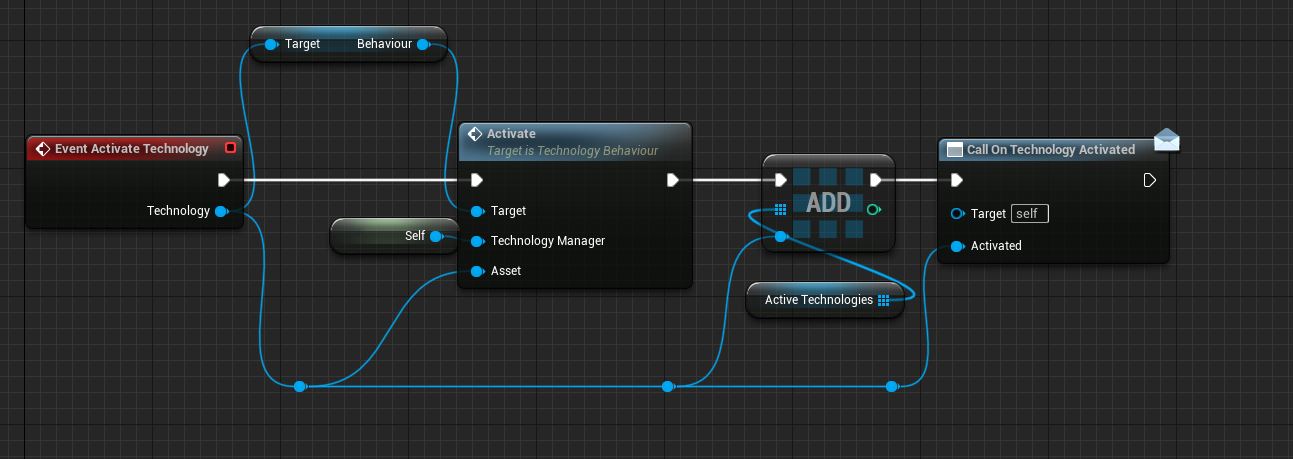 Target Behaviour
Event Activate Technology
Technology
Self
Activate
Target is Technology Behaviour
Target
Technology Manager
Asset
ADD
Active Technologies
Call On Technology Activated
Target self
Activated